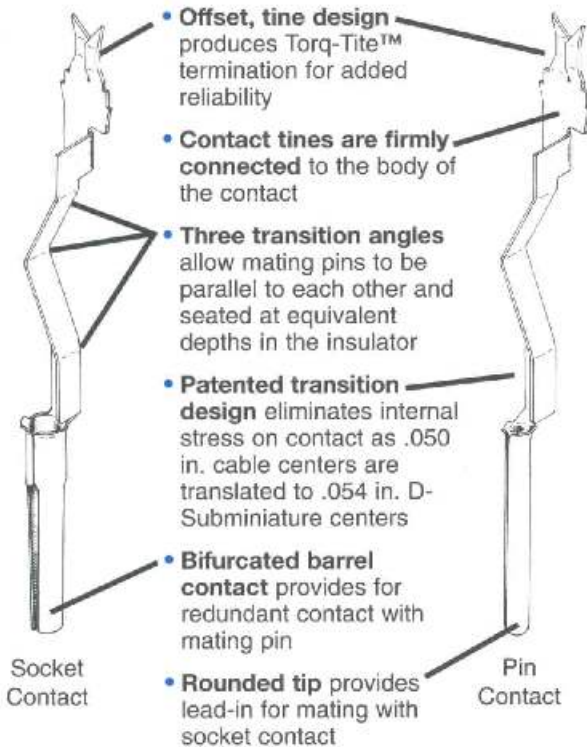 • Offset, tine design
produces Torq-Tite™
termination for added
reliability
• Contact tines are firmly
connected to the body of
the contact
• Three transition angles
allow mating pins to be
parallel to each other and
seated at equivalent
depths in the insulator
• Patented transition
design eliminates internal
stress on contact as .050
in. cable centers are
translated to .054 in. D-
Subminiature centers
• Bifurcated barrel
contact provides for
redundant contact with
mating pin
• Rounded tip provides
lead-in for mating with
socket contact
Socket
Contact
Pin
Contact